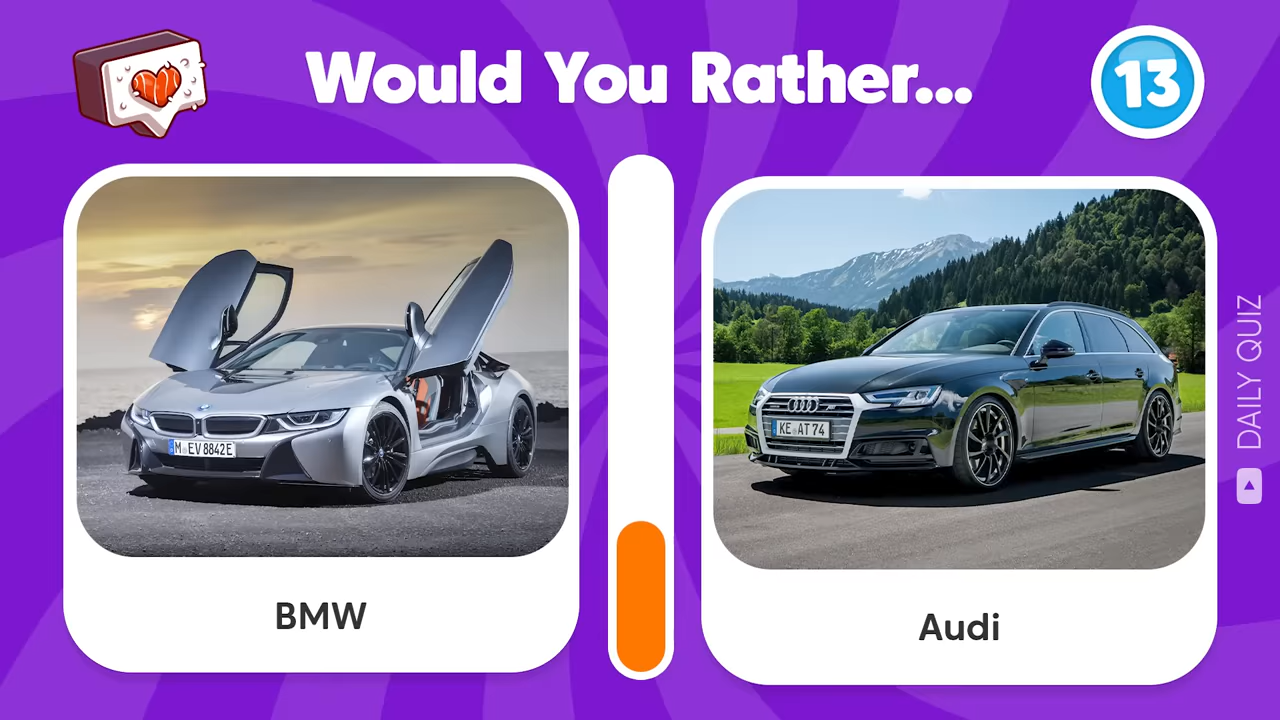 Would You Rather...
13
M EV 8842E
KE AT 74
BMW
Audi
DAILY QUIZ